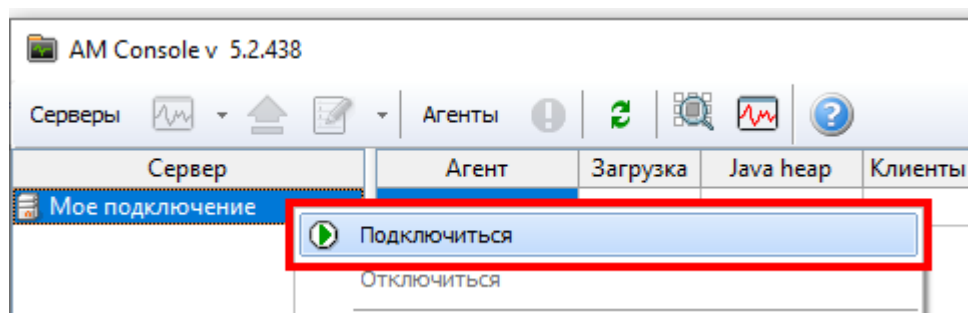 AM Console v 5.2.438
Серверы Агенты
Сервер Агент Загрузка Java heap Клиенты
Мое подключение
Подключиться
Отключиться